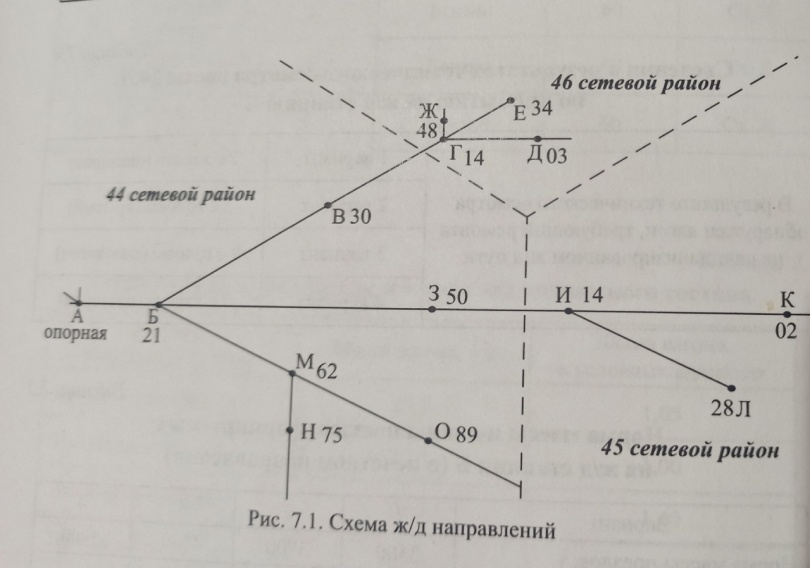 46 сетевой район
Ж
48
Е 34
Г 14
Д 03
44 сетевой район
В 30
А
опорная
Б
21
З 50
И 14
К
02
М 62
28 Л
Н 75
О 89
45 сетевой район
Рис. 7.1. Схема ж/д направлений